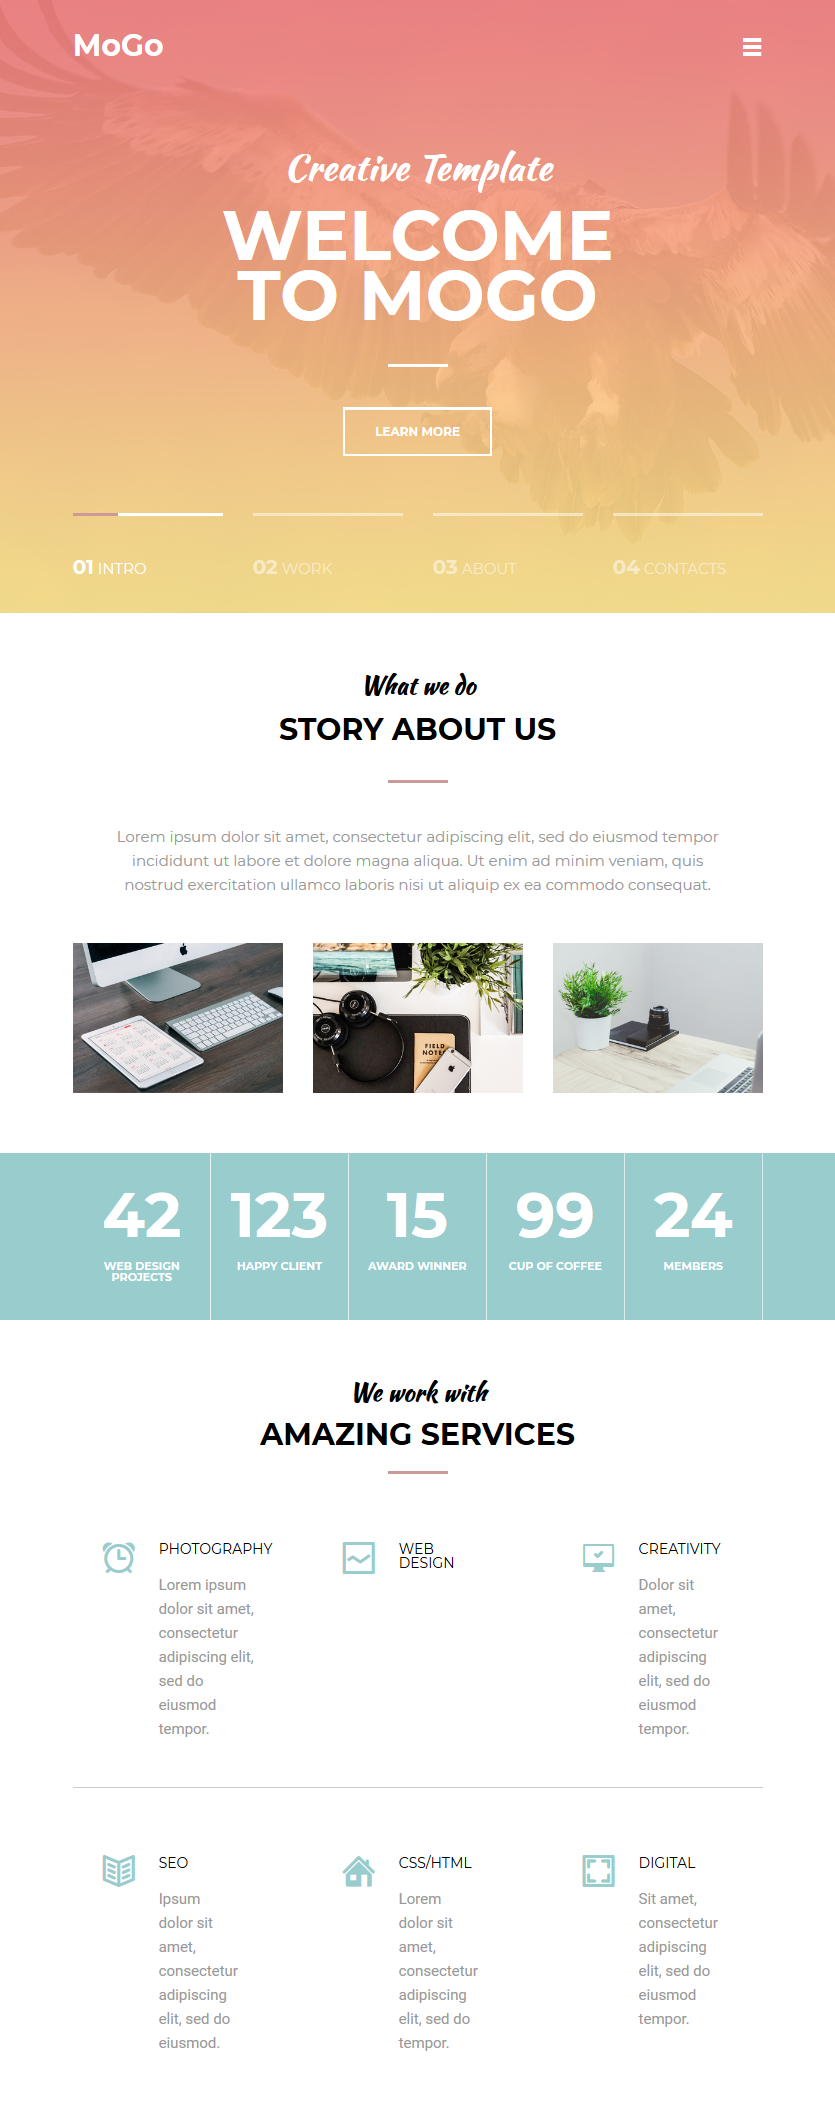 MoGo
Creative Template
WELCOME
TO MOGO
LEARN MORE
01 INTRO
02 WORK
03 ABOUT
04 CONTACTS
What we do
STORY ABOUT US
Lorem ipsum dolor sit amet, consectetur adipiscing elit, sed do eiusmod tempor
incididunt ut labore et dolore magna aliqua. Ut enim ad minim veniam, quis
nostrud exercitation ullamco laboris nisi ut aliquip ex ea commodo consequat.
FIELD
NOTES
42
WEB DESIGN
PROJECTS
123
HAPPY CLIENT
15
AWARD WINNER
99
CUP OF COFFEE
24
MEMBERS
We work with
AMAZING SERVICES
PHOTOGRAPHY
Lorem ipsum
dolor sit amet,
consectetur
adipiscing elit,
sed do
eiusmod
tempor.
WEB
DESIGN
CREATIVITY
Dolor sit
amet,
consectetur
adipiscing
elit, sed do
eiusmod
tempor.
SEO
Ipsum
dolor sit
amet,
consectetur
adipiscing
elit, sed do
eiusmod.
CSS/HTML
Lorem
dolor sit
amet,
consectetur
adipiscing
elit, sed do
tempor.
DIGITAL
Sit amet,
consectetur
adipiscing
elit, sed do
eiusmod
tempor.